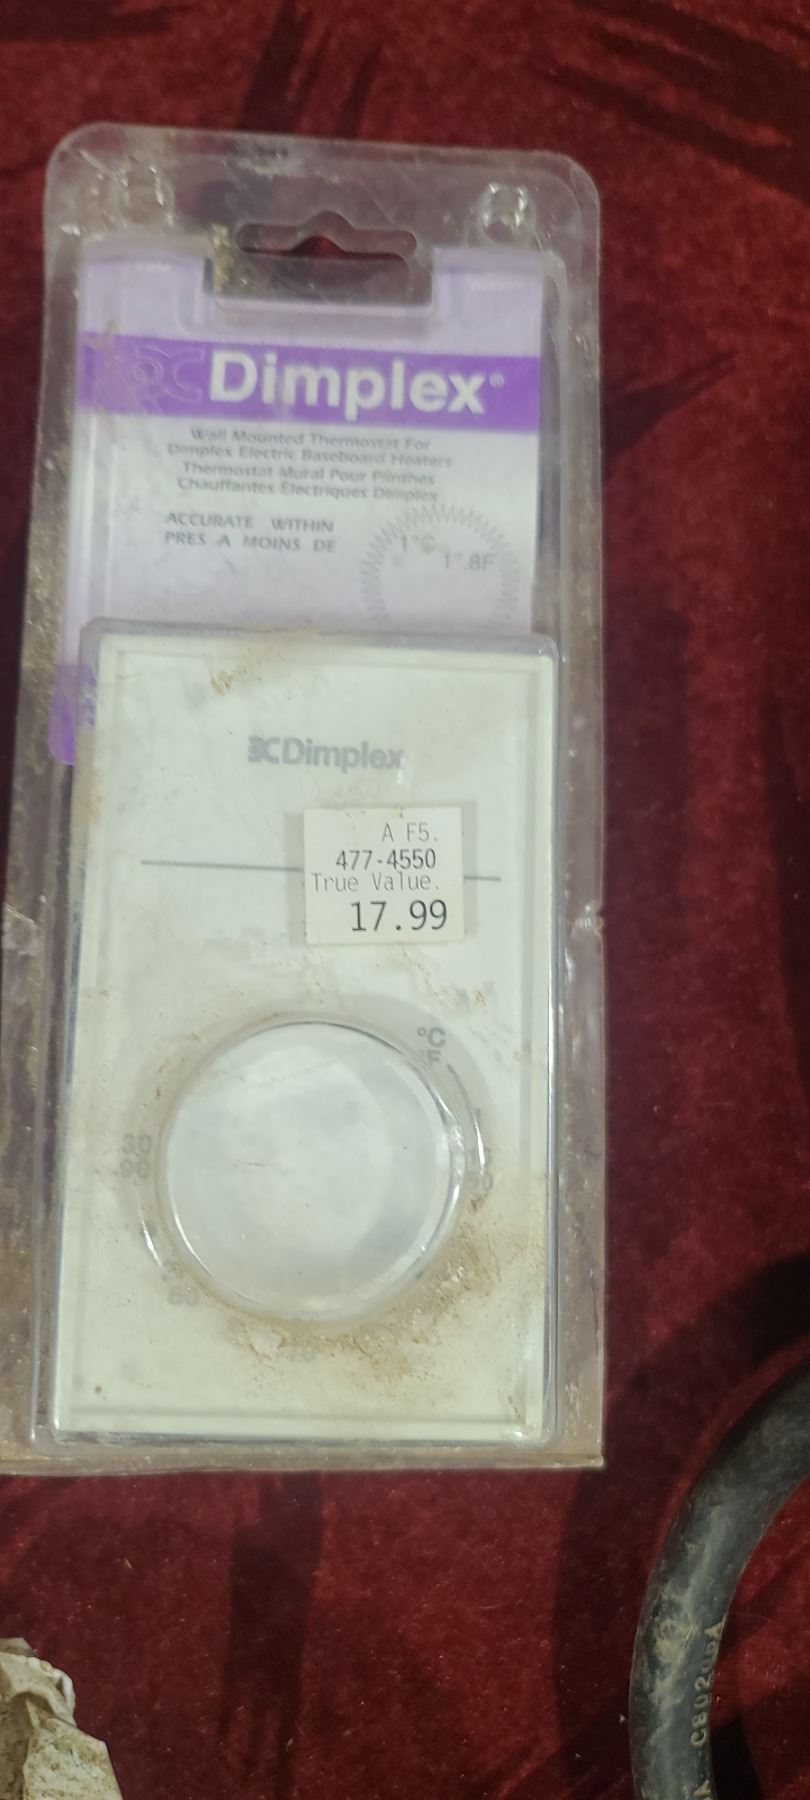 Dimplex®
Wall Mounted Thermostat For
Dimplex Electric Baseboard Heaters
Thermostat Mural Pour Plinthes
Chauffantes Électriques Dimplex
ACCURATE WITHIN
PRES A MOINS DE
1°C
1°.8F
Dimplex
A F5.
477-4550
True Value.
17.99
°C
°F
30
90